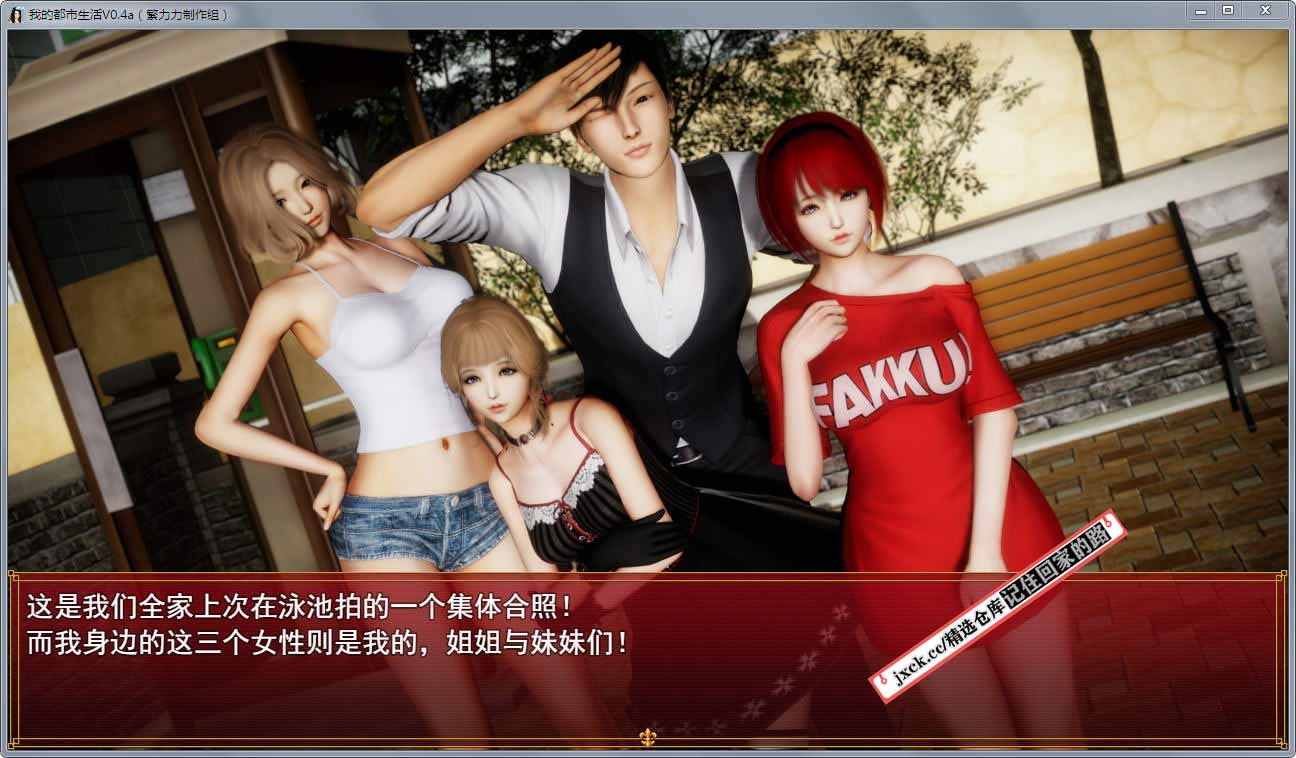 我的都市生活V0.4a（繁力力制作组）
FAKKU!
这是我们全家上次在泳池拍的一个集体合照！
而我身边的这三个女性则是我的，姐姐与妹妹们！
jxck.cc/精选仓库记住回家的路